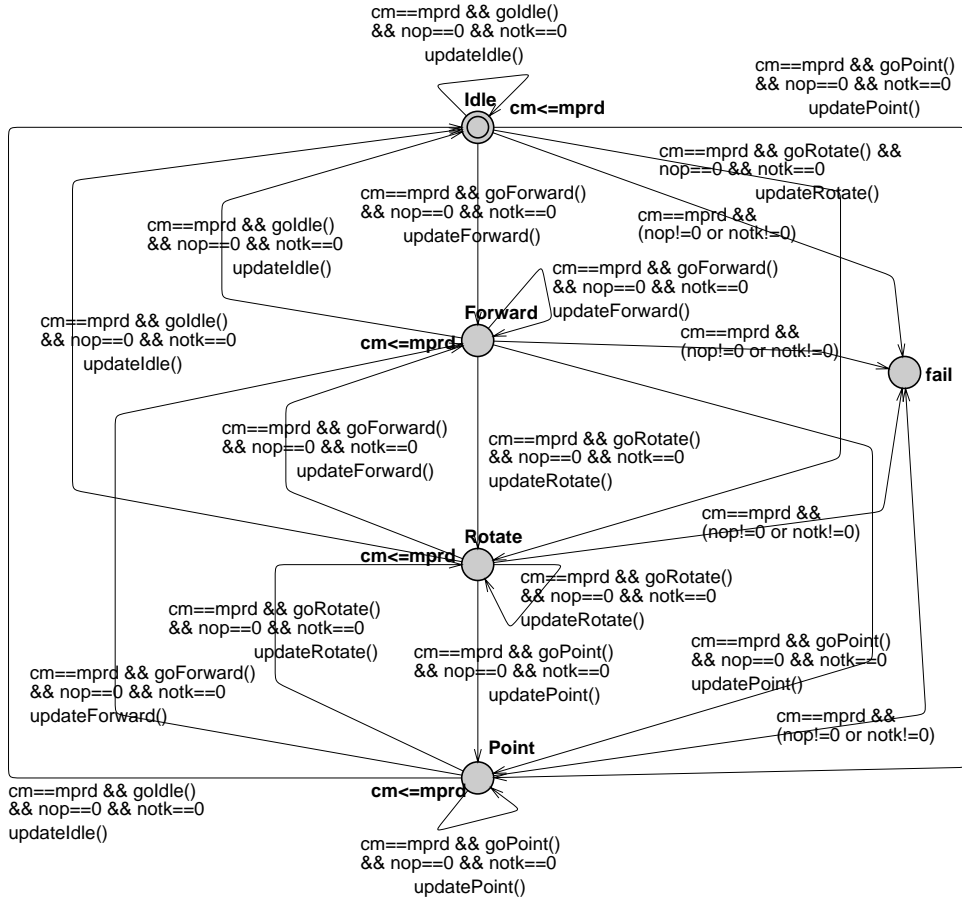 cm==mprd && goIdle()
&& nop==0 && notk==0
updateIdle()
cm==mprd && goPoint()
&& nop==0 && notk==0
updatePoint()
Idle
cm<=mprd
cm==mprd && goRotate() &&
nop==0 && notk==0
updateRotate()
cm==mprd && goForward()
&& nop==0 && notk==0
updateForward()
cm==mprd &&
(nop!=0 or notk!=0)
cm==mprd && goIdle()
&& nop==0 && notk==0
updateIdle()
cm==mprd && goForward()
&& nop==0 && notk==0
updateForward()
Forward
cm<=mprd
cm==mprd && goIdle()
&& nop==0 && notk==0
updateIdle()
cm==mprd &&
(nop!=0 or notk!=0)
fail
cm==mprd && goForward()
&& nop==0 && notk==0
updateForward()
cm==mprd && goRotate()
&& nop==0 && notk==0
updateRotate()
cm==mprd &&
(nop!=0 or notk!=0)
Rotate
cm<=mprd
cm==mprd && goRotate()
&& nop==0 && notk==0
updateRotate()
cm==mprd && goRotate()
&& nop==0 && notk==0
updateRotate()
cm==mprd && goPoint()
&& nop==0 && notk==0
updatePoint()
cm==mprd && goPoint()
&& nop==0 && notk==0
updatePoint()
cm==mprd && goForward()
&& nop==0 && notk==0
updateForward()
cm==mprd &&
(nop!=0 or notk!=0)
Point
cm<=mprd
cm==mprd && goIdle()
&& nop==0 && notk==0
updateIdle()
cm==mprd && goPoint()
&& nop==0 && notk==0
updatePoint()